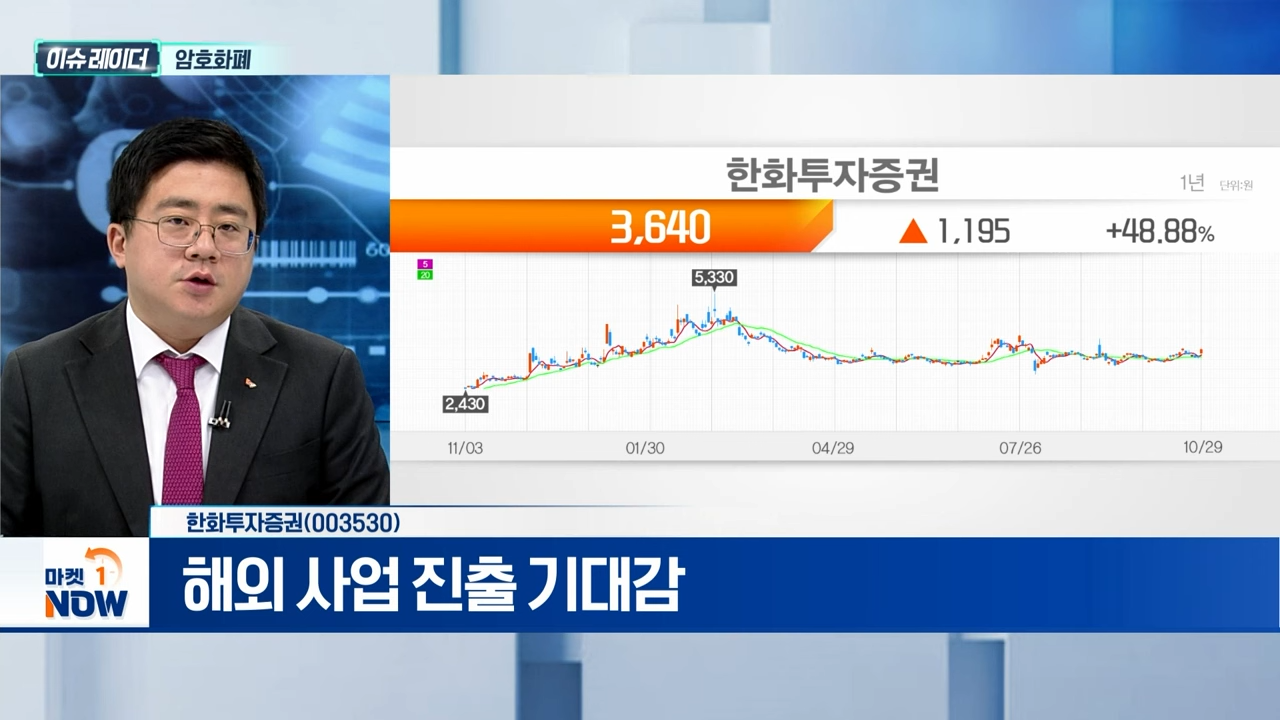 이슈 레이더 암호화폐
한화투자증권
1년 단위:원
3,640 ▲ 1,195 +48.88%
5
20
5,330
2,430
11/03 01/30 04/29 07/26 10/29
60
한화투자증권(003530)
마켓 1
NOW
해외 사업 진출 기대감